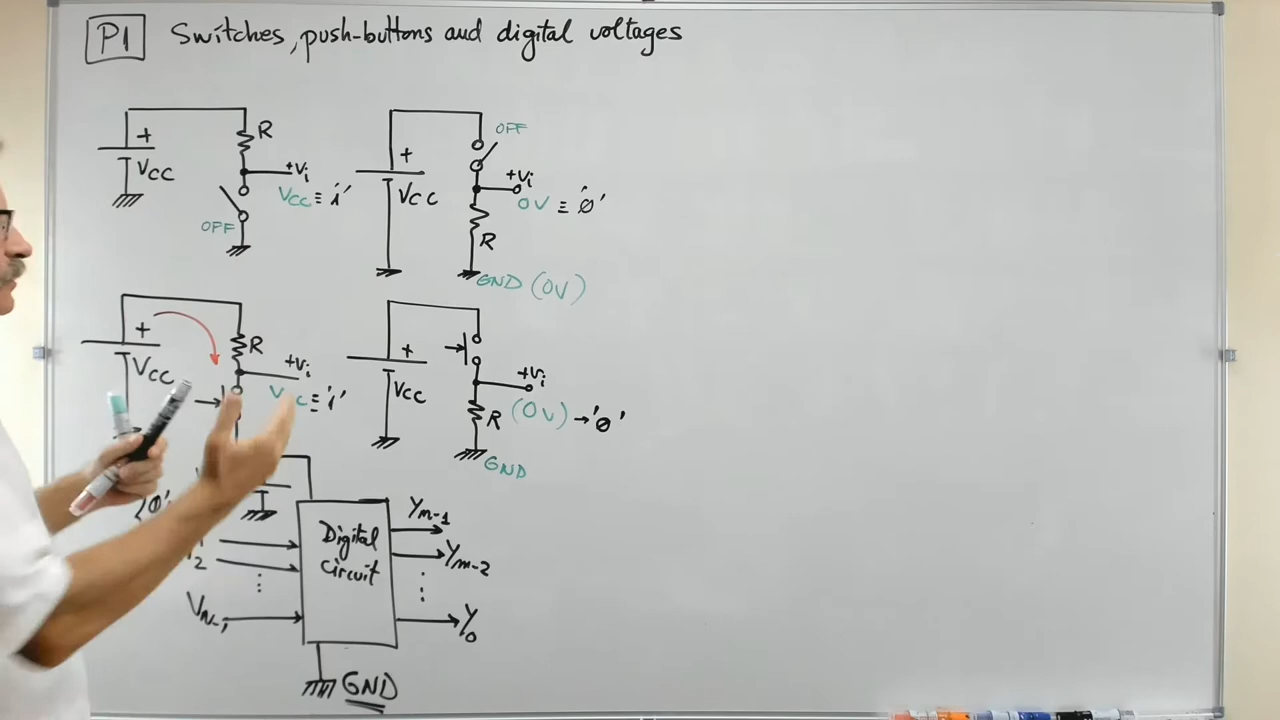 P1 Switches, push-buttons and digital voltages
+ R
VCC
+Vi
VCC ≡ '1'
OFF
OFF
+
VCC
+Vi
0V ≡ '0'
R
GND (0V)
+ R
VCC
+Vi
≡ '1'
+
VCC
+Vi
R (0V) → '0'
GND
Digital
circuit
Ym-1
Ym-2
Y0
VN-1
GND